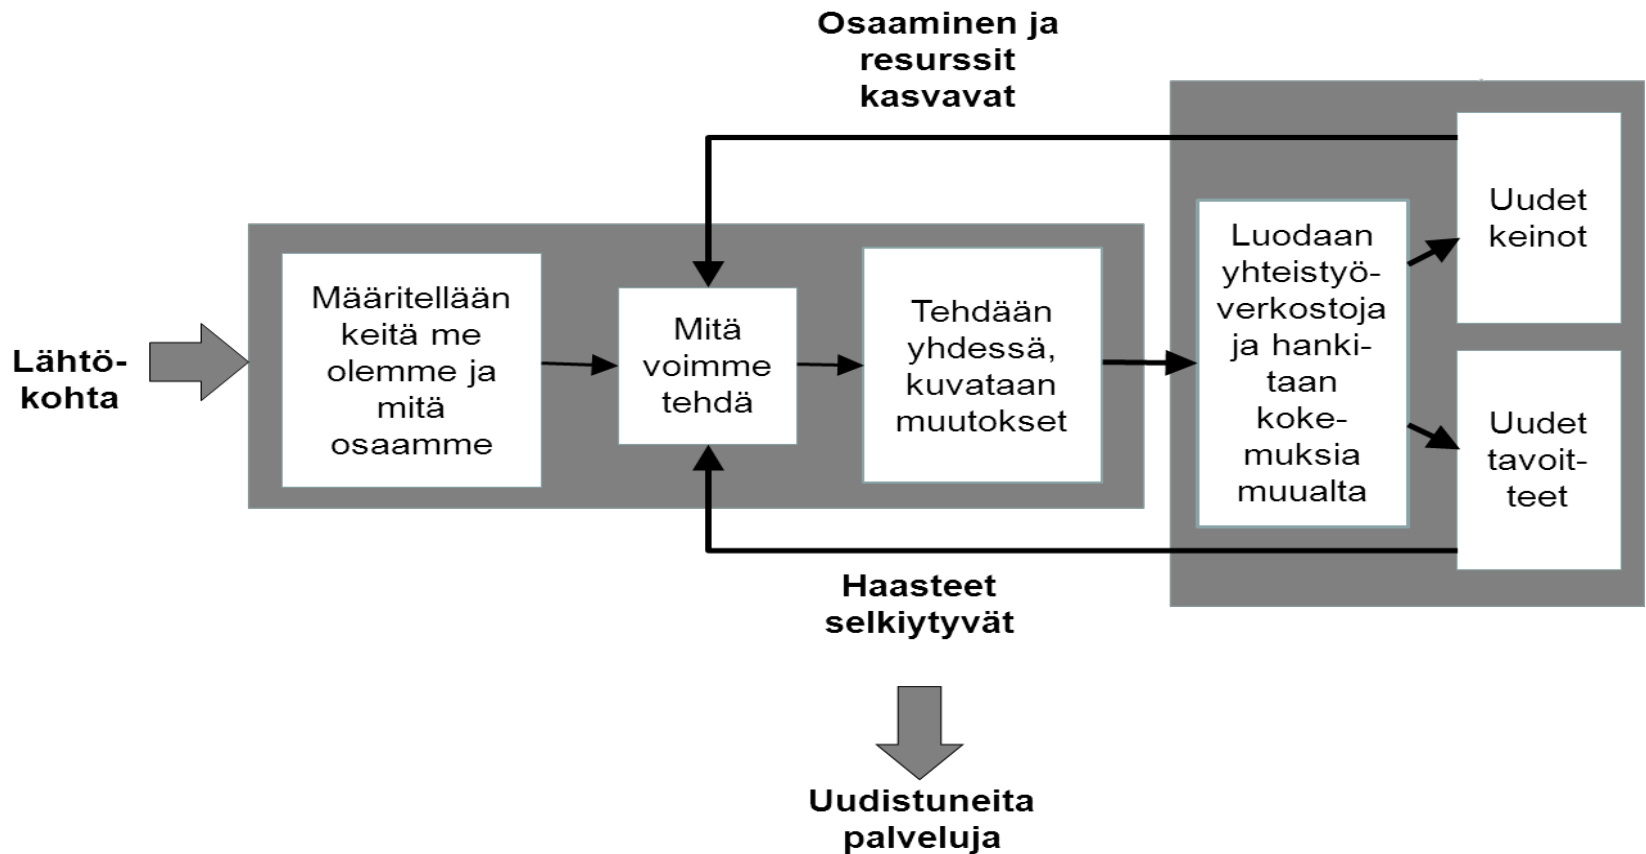 Osaaminen ja
resurssit
kasvavat
Lähtö-
kohta
Määritellään
keitä me
olemme ja
mitä
osaamme
Mitä
voimme
tehdä
Tehdään
yhdessä,
kuvataan
muutokset
Luodaan
yhteistyö-
verkostoja
ja hanki-
taan
koke-
muksia
muualta
Uudet
keinot
Uudet
tavoit-
teet
Haasteet
selkiytyvät
Uudistuneita
palveluja